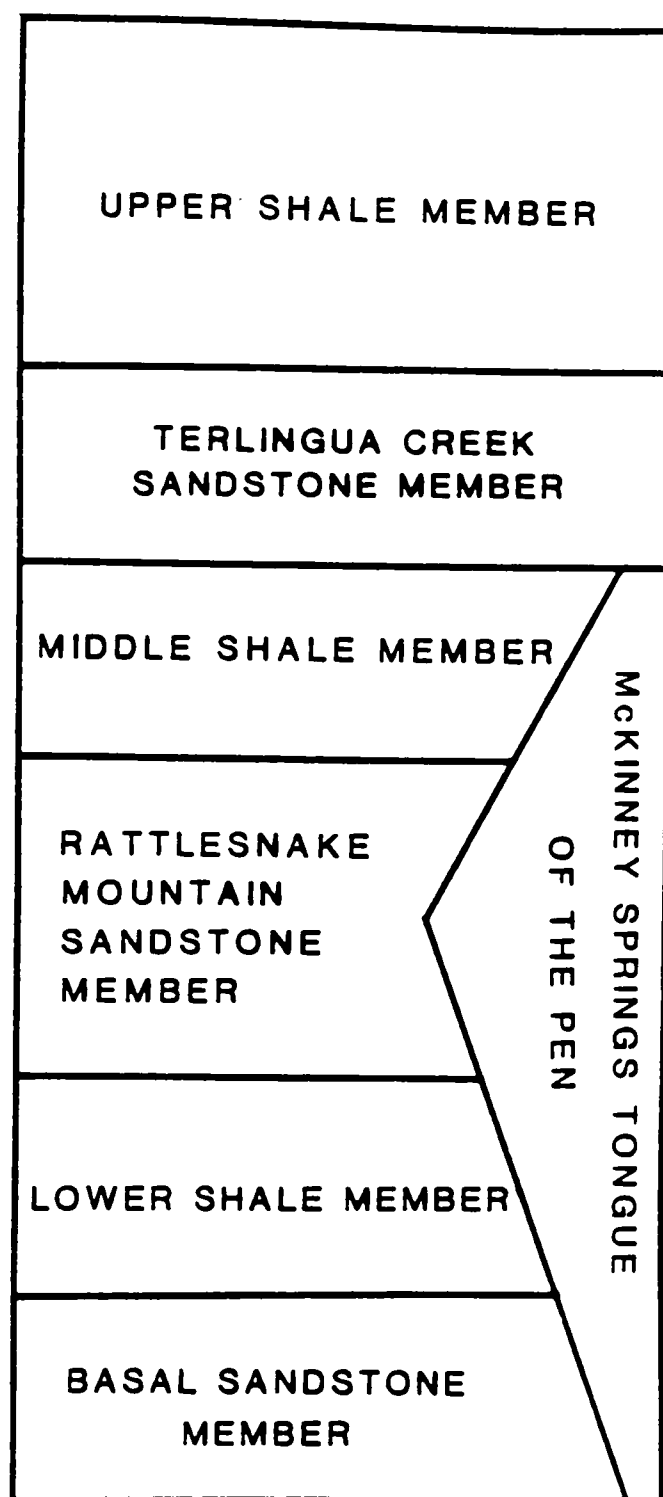 UPPER SHALE MEMBER
TERLINGUA CREEK
SANDSTONE MEMBER
MIDDLE SHALE MEMBER
RATTLESNAKE
MOUNTAIN
SANDSTONE
MEMBER
LOWER SHALE MEMBER
BASAL SANDSTONE
MEMBER
McKINNEY SPRINGS TONGUE
OF THE PEN